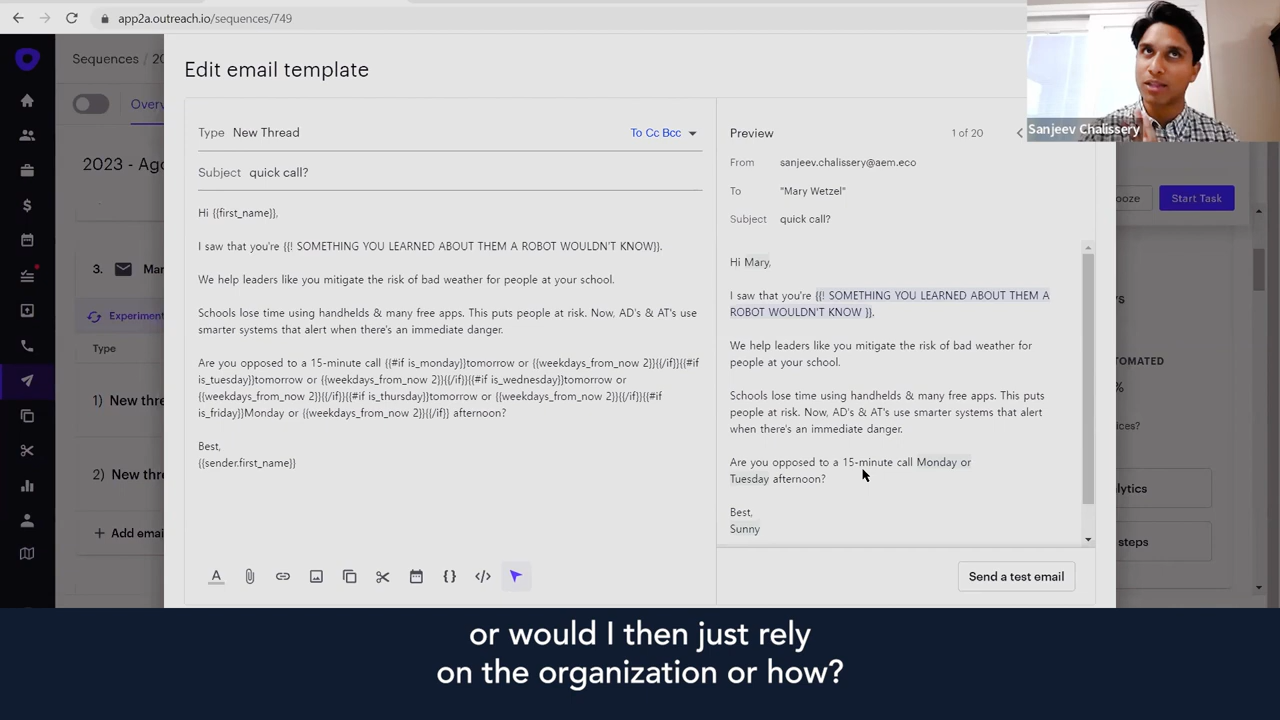 app2a.outreach.io/sequences/749
Sequences / 20
Edit email template
Overv
Type New Thread
To Cc Bcc
Preview
1 of 20
Sanjeev Chalissery
2023 - Ago
Subject quick call?
From sanjeev.chalissery@aem.eco
To "Mary Wetzel"
Subject quick call?
ooze
Start Task
Hi {{first_name}},
I saw that you're {{! SOMETHING YOU LEARNED ABOUT THEM A ROBOT WOULDN'T KNOW}}.
We help leaders like you mitigate the risk of bad weather for people at your school.
Schools lose time using handhelds & many free apps. This puts people at risk. Now, AD's & AT's use
smarter systems that alert when there's an immediate danger.
Are you opposed to a 15-minute call {{#if is_monday}}tomorrow or {{weekdays_from_now 2}}{{/if}}{{#if
is_tuesday}}tomorrow or {{weekdays_from_now 2}}{{/if}}{{#if is_wednesday}}tomorrow or
{{weekdays_from_now 2}}{{/if}}{{#if is_thursday}}tomorrow or {{weekdays_from_now 2}}{{/if}}{{#if
is_friday}}Monday or {{weekdays_from_now 2}}{{/if}} afternoon?
Best,
{{sender.first_name}}
Hi Mary,
I saw that you're {{! SOMETHING YOU LEARNED ABOUT THEM A
ROBOT WOULDN'T KNOW }}.
We help leaders like you mitigate the risk of bad weather for
people at your school.
Schools lose time using handhelds & many free apps. This puts
people at risk. Now, AD's & AT's use smarter systems that alert
when there's an immediate danger.
Are you opposed to a 15-minute call Monday or
Tuesday afternoon?
Best,
Sunny
3. Mar
Experiment
Type
1) New thre
2) New thre
+ Add emai
OMATED
%
ices?
lytics
steps
Send a test email
or would I then just rely
on the organization or how?